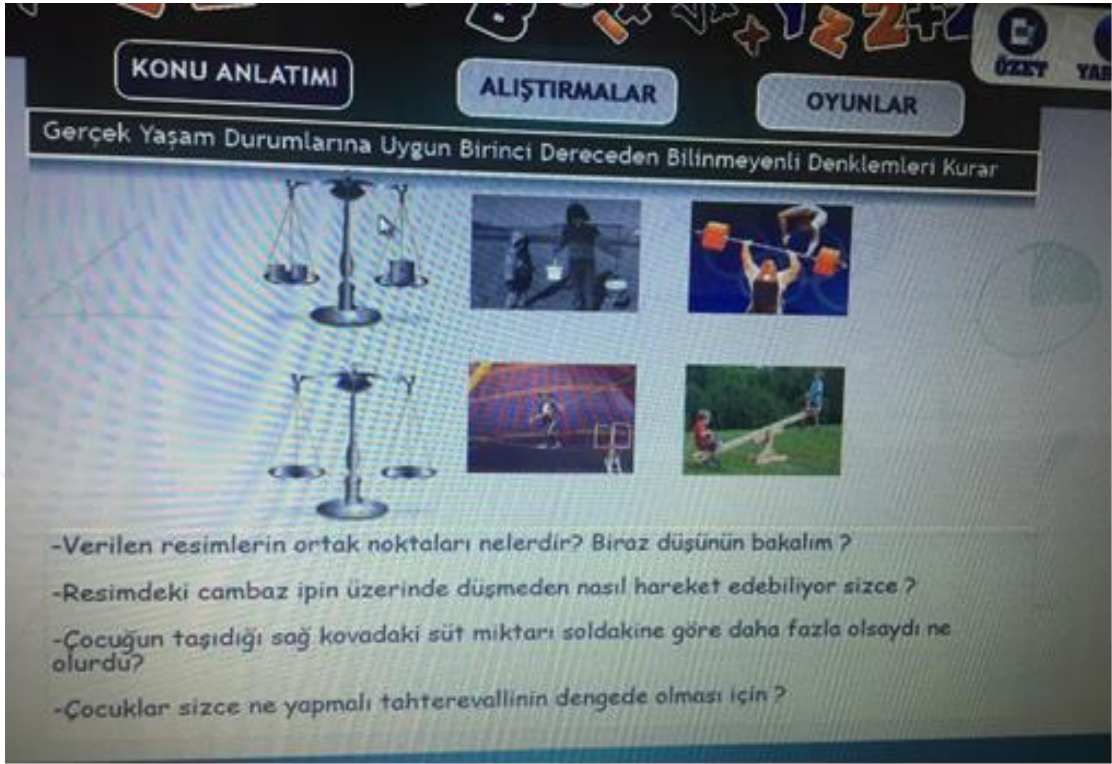 ÖZET
KONU ANLATIMI
ALIŞTIRMALAR
OYUNLAR
Gerçek Yaşam Durumlarına Uygun Birinci Dereceden Bilinmeyenli Denklemleri Kurar
-Verilen resimlerin ortak noktaları nelerdir? Biraz düşünün bakalım ?
-Resimdeki cambaz ipin üzerinde düşmeden nasıl hareket edebiliyor sizce ?
-Çocuğun taşıdığı sağ kovadaki süt miktarı soldakine göre daha fazla olsaydı ne
olurdu?
-Çocuklar sizce ne yapmalı tahterevallinin dengede olması için ?